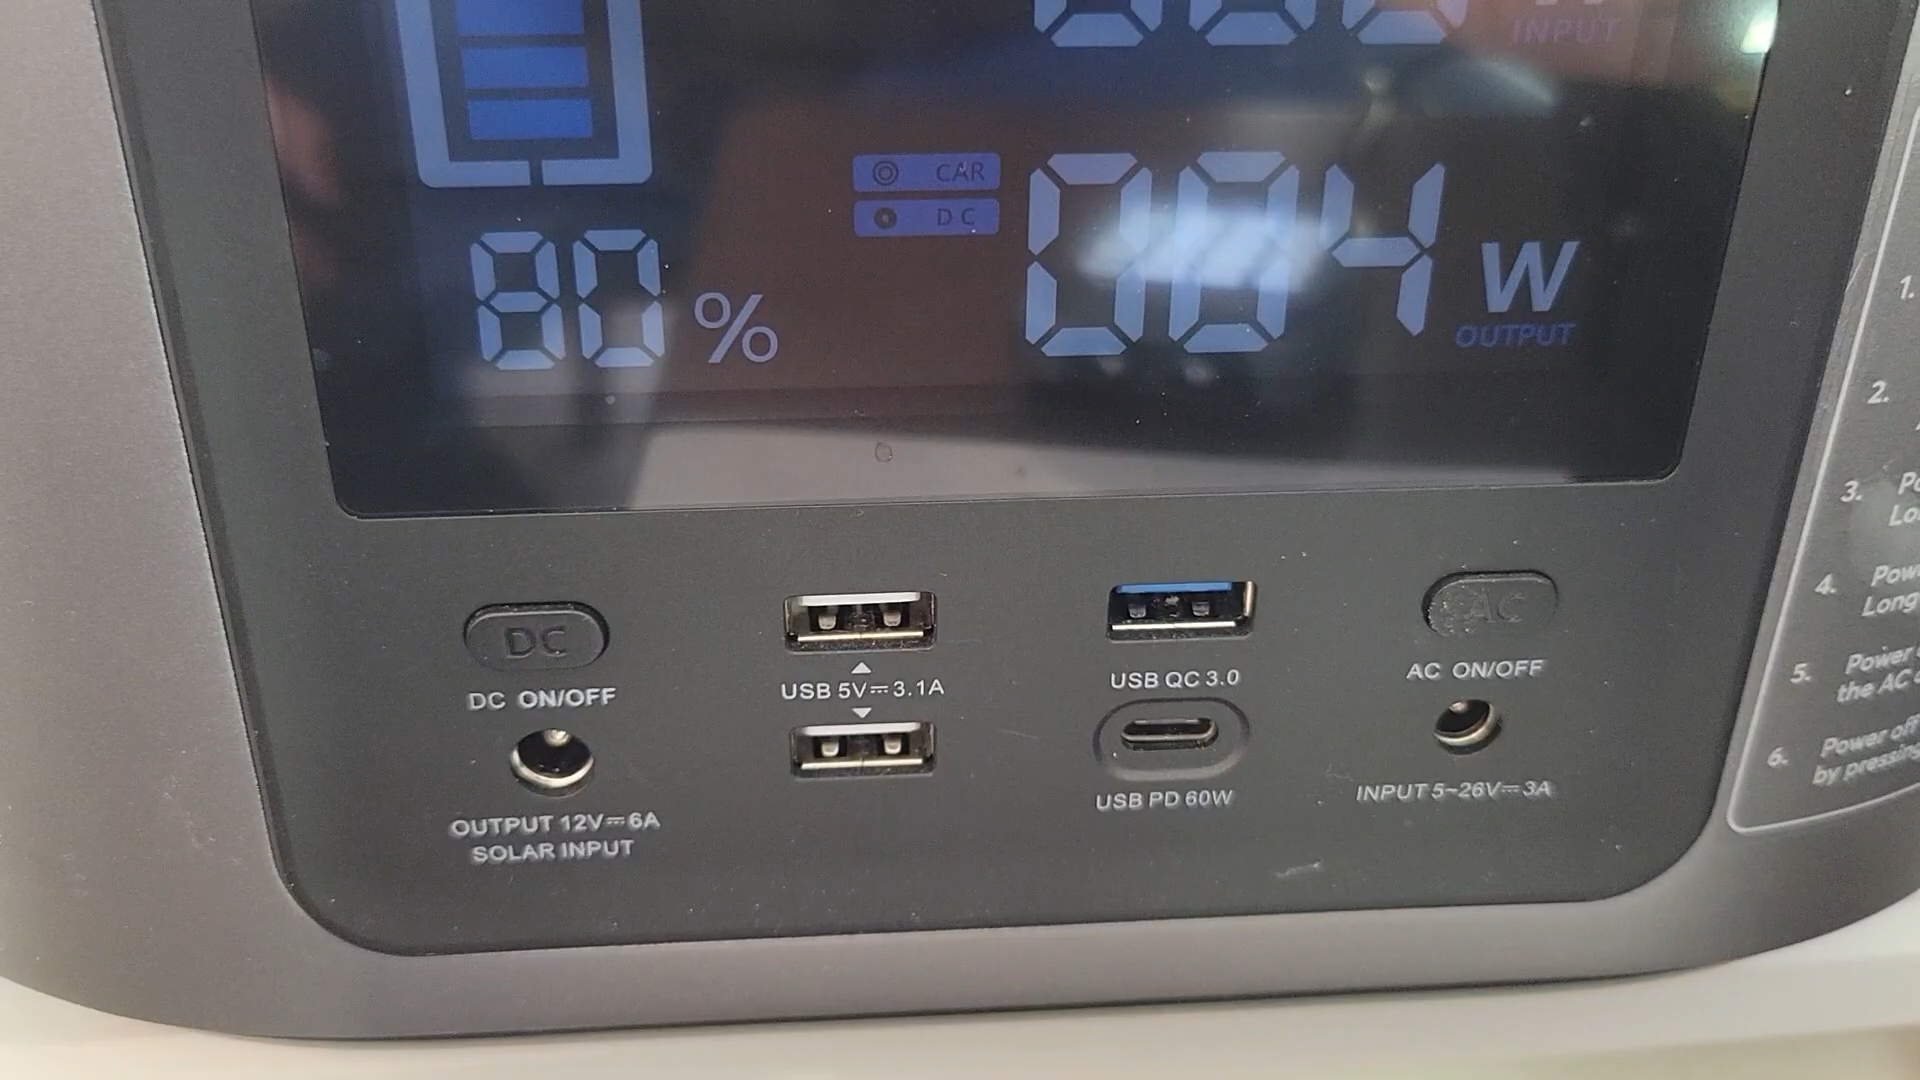 INPUT
CAR
DC
004 W
OUTPUT
80 %
DC
AC
DC ON/OFF
USB 5V⎓3.1A
USB QC 3.0
AC ON/OFF
OUTPUT 12V⎓6A
SOLAR INPUT
USB PD 60W
INPUT 5~26V⎓3A
1.
2.
3.
4.
Long
5. Power
the AC
6. Power off
by pressing